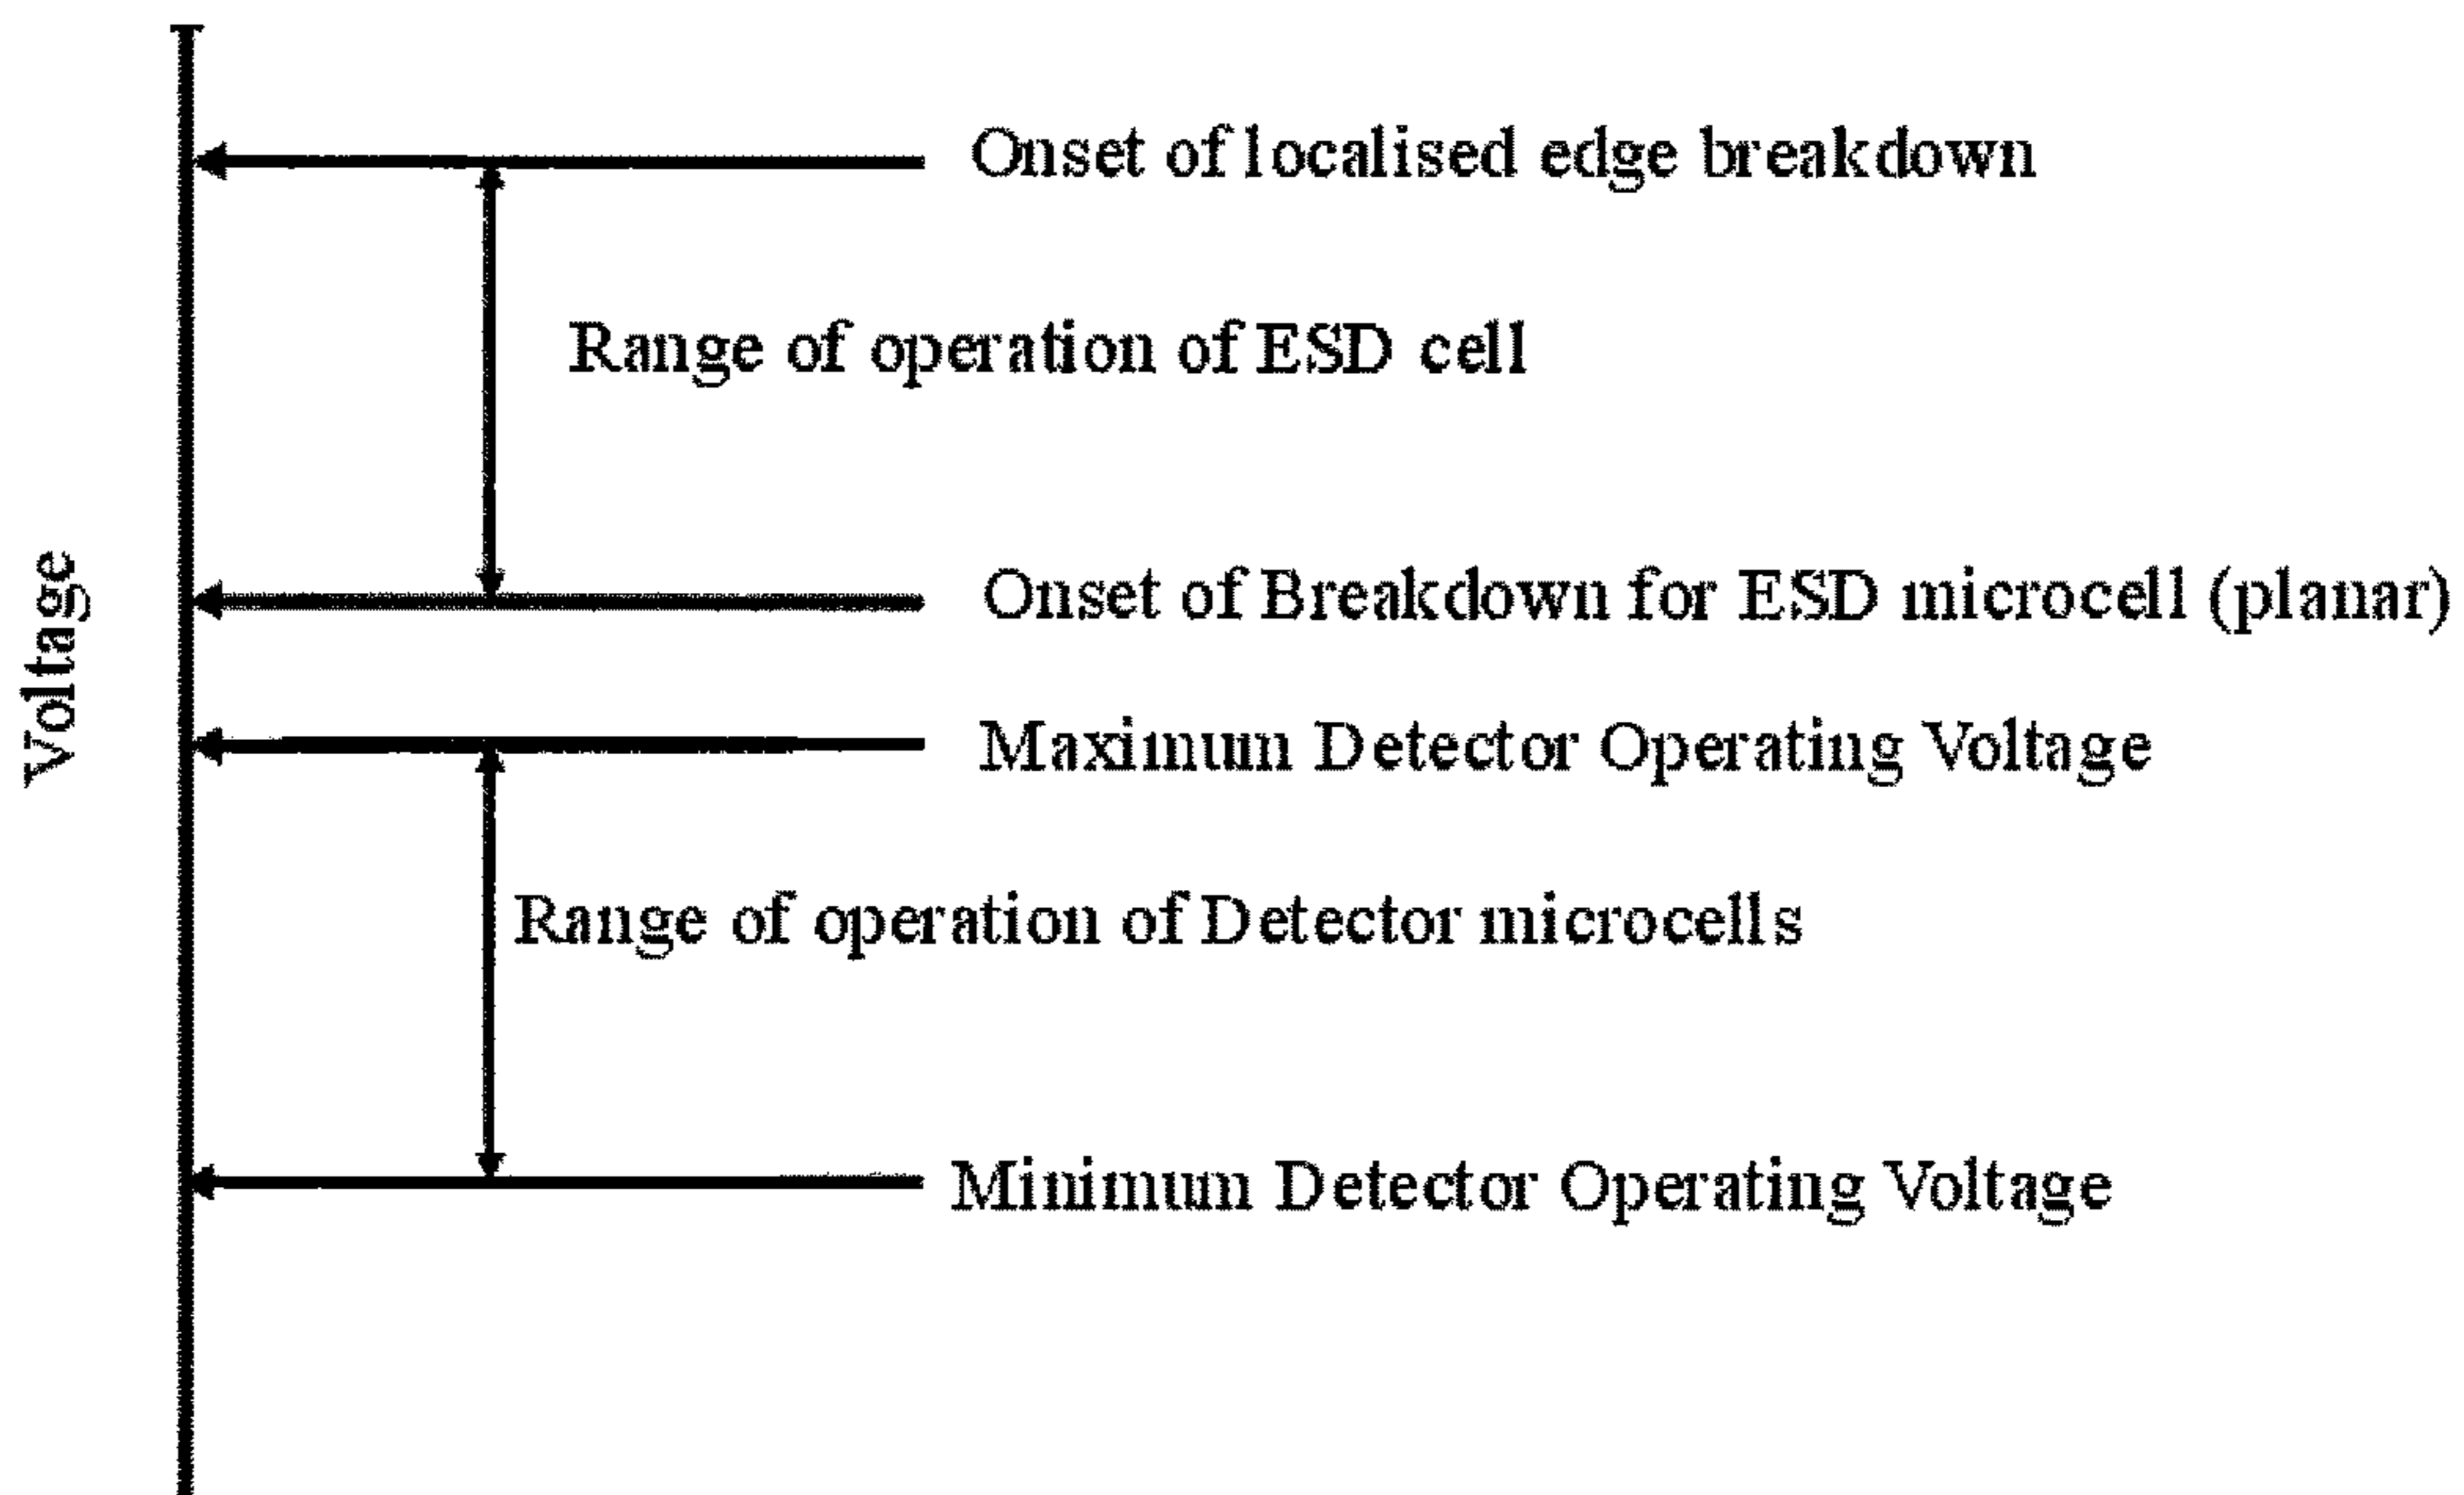 Onset of localised edge breakdown
Range of operation of ESD cell
Onset of Breakdown for ESD microcell (planar)
Voltage
Maximum Detector Operating Voltage
Range of operation of Detector microcells
Minimum Detector Operating Voltage